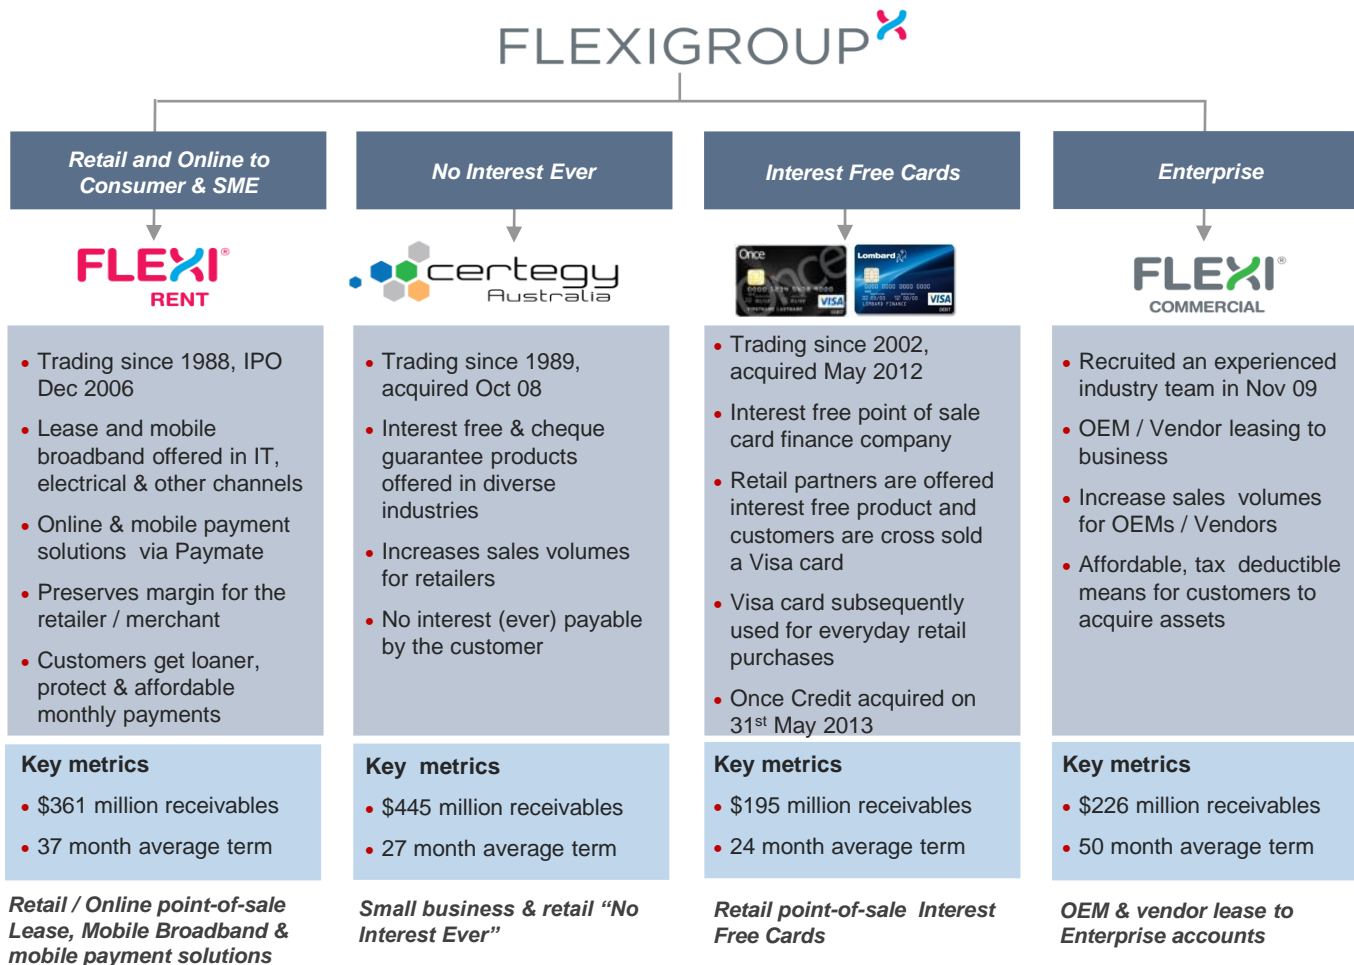 FLEXIGROUP
Retail and Online to
Consumer & SME
FLEXI®
RENT
• Trading since 1988, IPO
Dec 2006
• Lease and mobile
broadband offered in IT,
electrical & other channels
• Online & mobile payment
solutions via Paymate
• Preserves margin for the
retailer / merchant
• Customers get loaner,
protect & affordable
monthly payments
Key metrics
• $361 million receivables
• 37 month average term
Retail / Online point-of-sale
Lease, Mobile Broadband &
mobile payment solutions
No Interest Ever
certegy
Australia
• Trading since 1989,
acquired Oct 08
• Interest free & cheque
guarantee products
offered in diverse
industries
• Increases sales volumes
for retailers
• No interest (ever) payable
by the customer
Key metrics
• $445 million receivables
• 27 month average term
Small business & retail “No
Interest Ever”
Interest Free Cards
Once
once
VISA
DEBIT
Lombard
0000 0000 0000 0000
LOMBARD FINANCE
VISA
DEBIT
• Trading since 2002,
acquired May 2012
• Interest free point of sale
card finance company
• Retail partners are offered
interest free product and
customers are cross sold
a Visa card
• Visa card subsequently
used for everyday retail
purchases
• Once Credit acquired on
31st May 2013
Key metrics
• $195 million receivables
• 24 month average term
Retail point-of-sale Interest
Free Cards
Enterprise
FLEXI®
COMMERCIAL
• Recruited an experienced
industry team in Nov 09
• OEM / Vendor leasing to
business
• Increase sales volumes
for OEMs / Vendors
• Affordable, tax deductible
means for customers to
acquire assets
Key metrics
• $226 million receivables
• 50 month average term
OEM & vendor lease to
Enterprise accounts